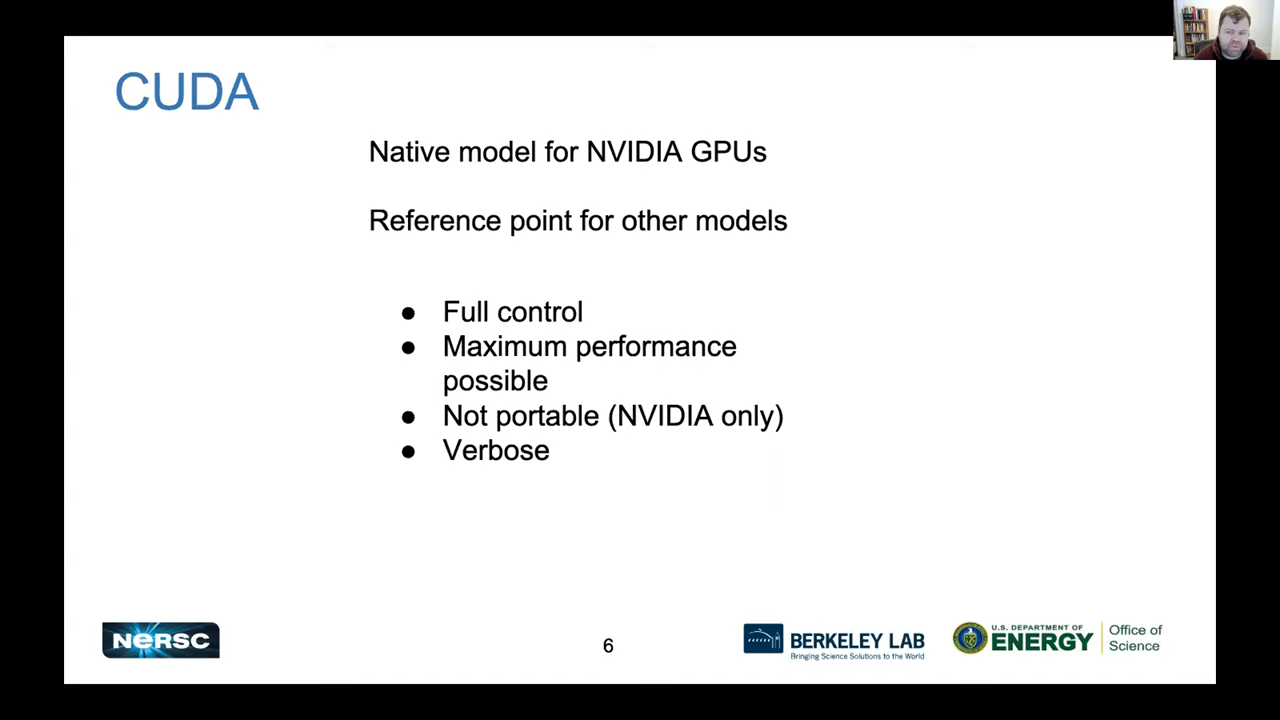 CUDA
Native model for NVIDIA GPUs
Reference point for other models
● Full control
● Maximum performance
possible
● Not portable (NVIDIA only)
● Verbose
NERSC
6
BERKELEY LAB
Bringing Science Solutions to the World
U.S. DEPARTMENT OF
ENERGY
Office of
Science